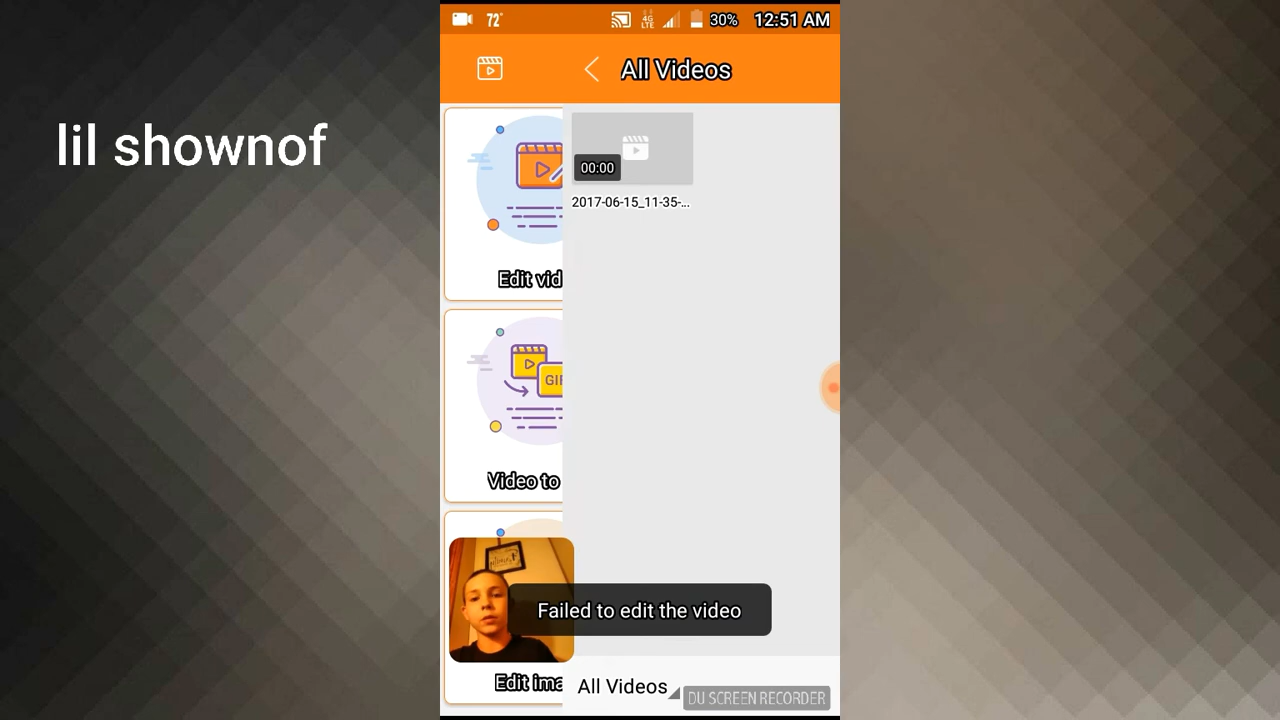 lil shownof
72°
4G
LTE
30%
12:51 AM
All Videos
00:00
2017-06-15_11-35-...
Edit vid
GIF
Video to
Failed to edit the video
Edit ima
All Videos
DU SCREEN RECORDER